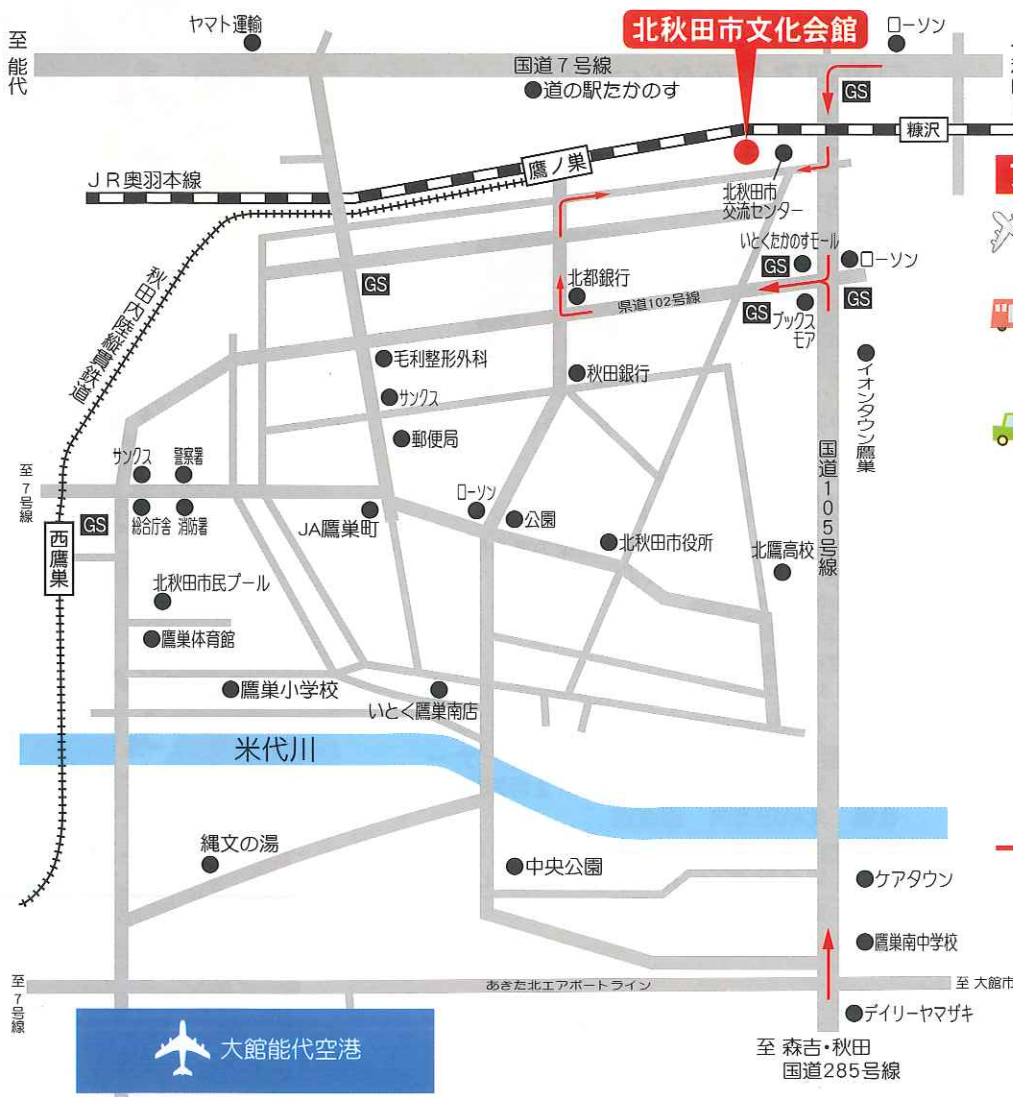 ヤマト運輸
北秋田市文化会館
ローソン
至能代
国道7号線
道の駅たかのす
GS
糠沢
JR奥羽本線
鷹ノ巣
北秋田市
交流センター
いとくたかのすモール
GS
ローソン
GS
北都銀行
県道102号線
GS
GS
ブックス
モア
秋田内陸縦貫鉄道
毛利整形外科
秋田銀行
イオンタウン鷹巣
サンクス
郵便局
国道105号線
サンクス
警察署
至7号線
GS
総合庁舎
消防署
JA鷹巣町
ローソン
公園
北秋田市役所
北鷹高校
西鷹巣
北秋田市民プール
鷹巣体育館
鷹巣小学校
いとく鷹巣南店
米代川
縄文の湯
中央公園
ケアタウン
鷹巣南中学校
至7号線
あきた北エアポートライン
至 大館市
デイリーヤマザキ
大館能代空港
至 森吉・秋田
国道285号線